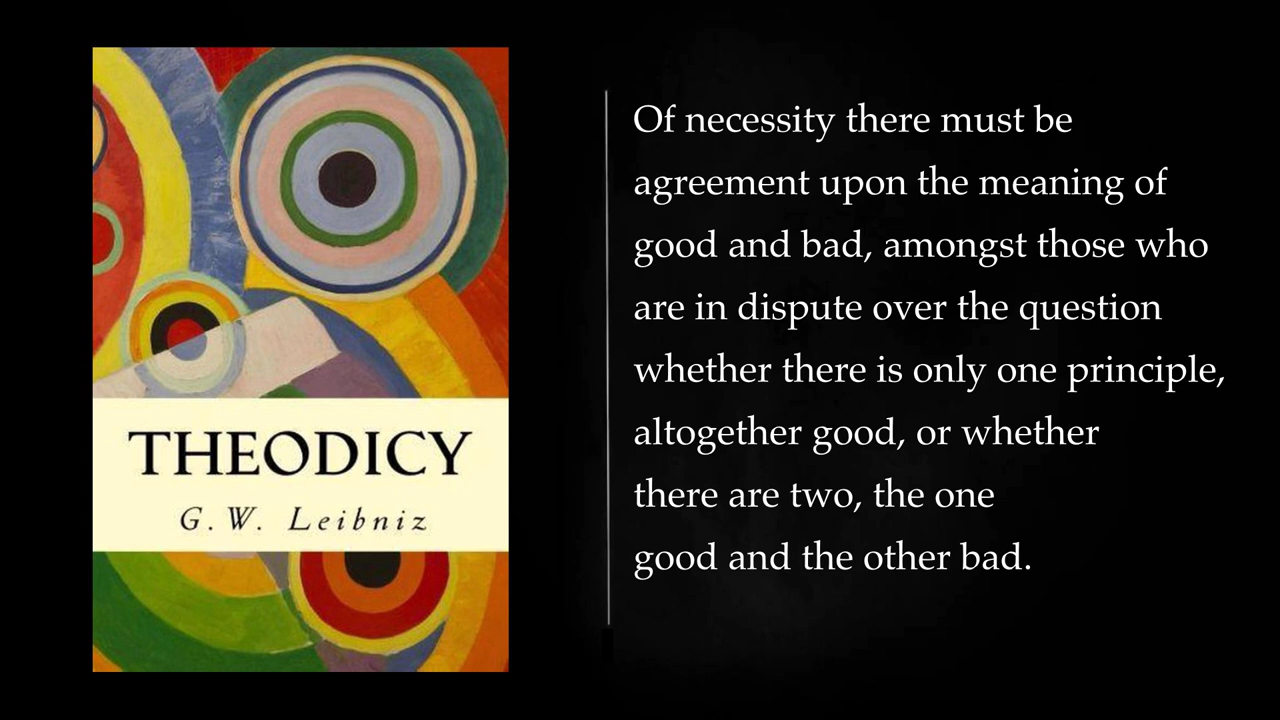 THEODICY
G. W. Leibniz
Of necessity there must be
agreement upon the meaning of
good and bad, amongst those who
are in dispute over the question
whether there is only one principle,
altogether good, or whether
there are two, the one
good and the other bad.